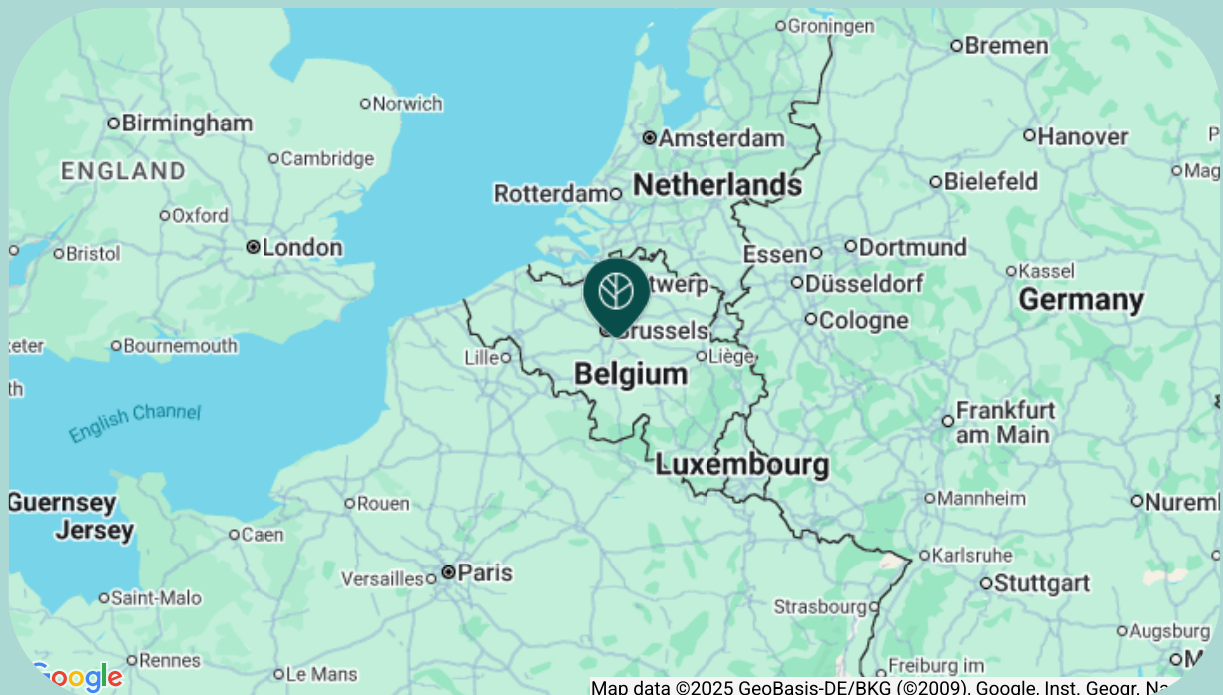 Groningen
Bremen
Norwich
Birmingham
Amsterdam
Hanover
Cambridge
ENGLAND
Netherlands
Bielefeld
Rotterdam
Oxford
London
Dortmund
Bristol
Essen
Kassel
twerp
Düsseldorf
Germany
Cologne
Brussels
Bournemouth
Lille
Liège
Belgium
English Channel
Frankfurt
am Main
Luxembourg
Mannheim
Guernsey
Rouen
Jersey
Caen
Karlsruhe
Paris
Versailles
Stuttgart
Saint-Malo
Strasbourg
Augsburg
Rennes
Freiburg im
Le Mans
Google
Map data ©2025 GeoBasis-DE/BKG (©2009), Google, Inst. Geogr. Na